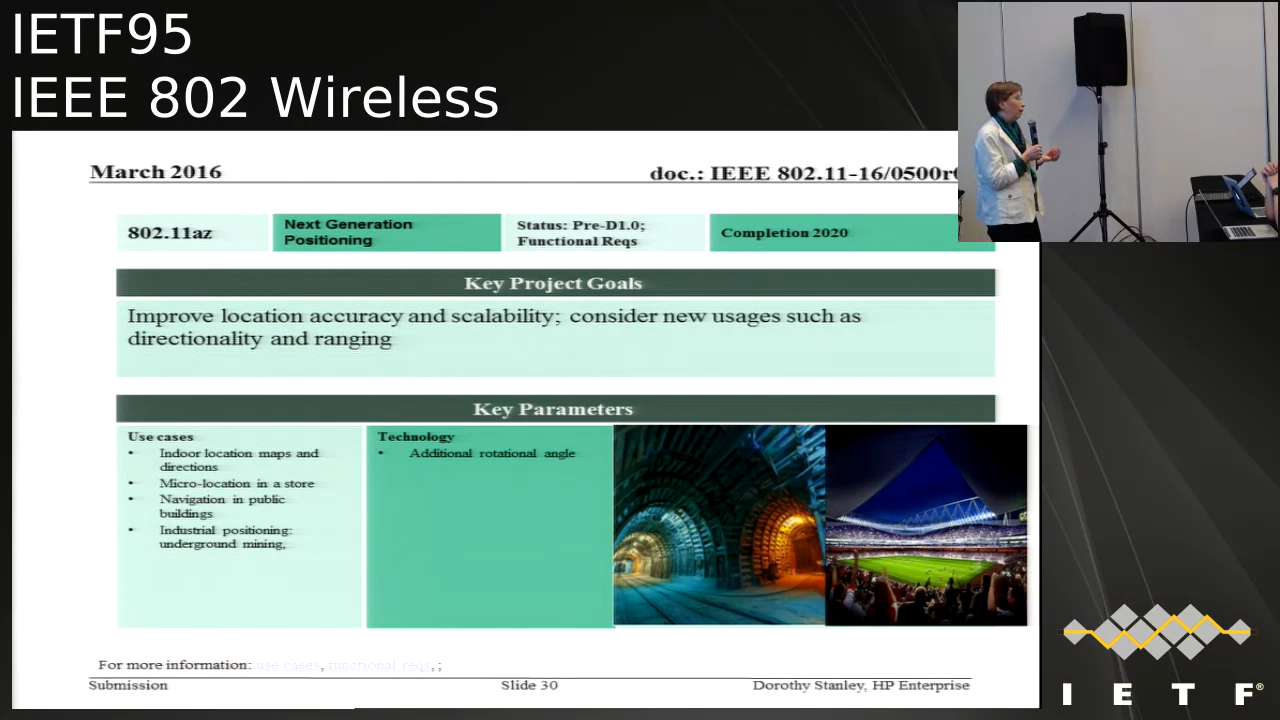 IETF95
IEEE 802 Wireless
March 2016
doc.: IEEE 802.11-16/0500r
802.11az
Next Generation
Positioning
Status: Pre-D1.0;
Functional Reqs
Completion 2020
Key Project Goals
Improve location accuracy and scalability; consider new usages such as
directionality and ranging
Key Parameters
Use cases
• Indoor location maps and
directions
• Micro-location in a store
• Navigation in public
buildings
• Industrial positioning:
underground mining,
Technology
• Additional rotational angle
For more information: use cases, functional reqs, ;
Submission
Slide 30
Dorothy Stanley, HP Enterprise
I E T F®